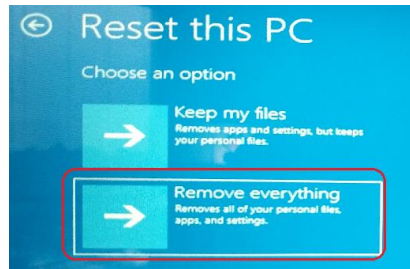 Reset this PC
Choose an option
Keep my files
Removes apps and settings, but keeps
your personal files.
Remove everything
Removes all of your personal files,
apps, and settings.